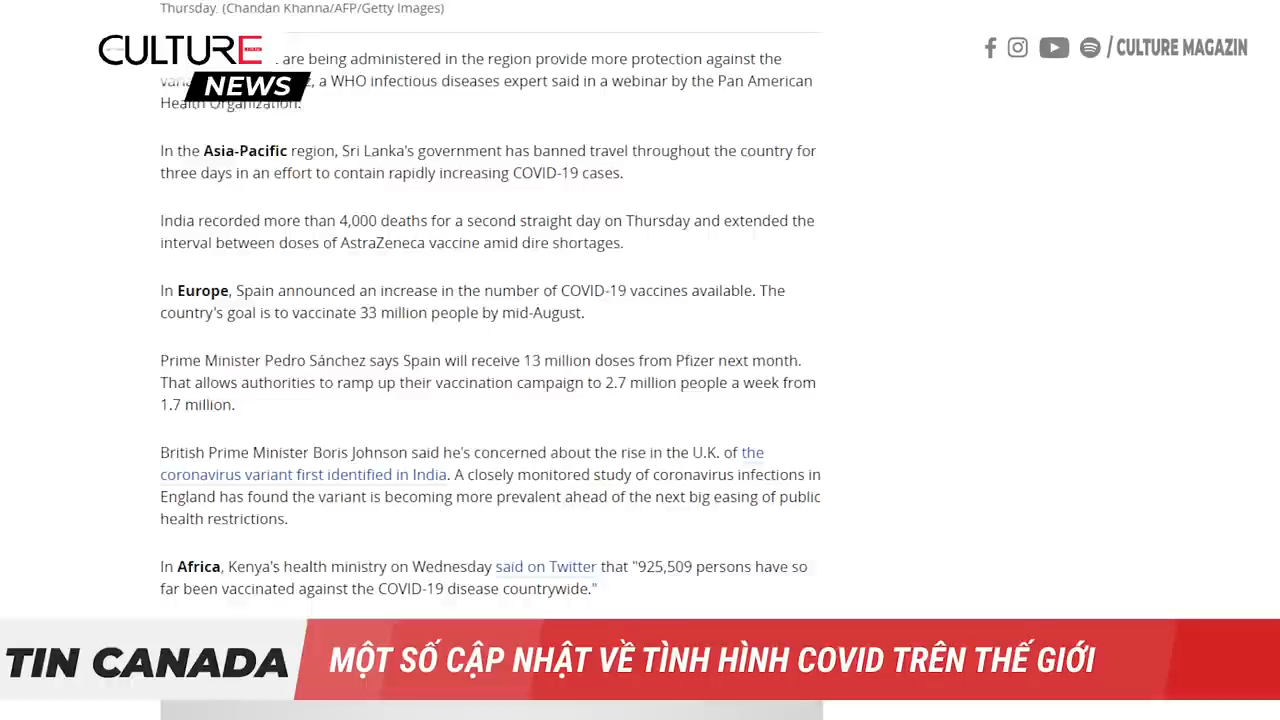 Thursday. (Chandan Khanna/AFP/Getty Images)
CULTURE
NEWS
/ CULTURE MAGAZIN
are being administered in the region provide more protection against the
a WHO infectious diseases expert said in a webinar by the Pan American
Health Organization.
In the Asia-Pacific region, Sri Lanka's government has banned travel throughout the country for
three days in an effort to contain rapidly increasing COVID-19 cases.
India recorded more than 4,000 deaths for a second straight day on Thursday and extended the
interval between doses of AstraZeneca vaccine amid dire shortages.
In Europe, Spain announced an increase in the number of COVID-19 vaccines available. The
country's goal is to vaccinate 33 million people by mid-August.
Prime Minister Pedro Sánchez says Spain will receive 13 million doses from Pfizer next month.
That allows authorities to ramp up their vaccination campaign to 2.7 million people a week from
1.7 million.
British Prime Minister Boris Johnson said he's concerned about the rise in the U.K. of the
coronavirus variant first identified in India. A closely monitored study of coronavirus infections in
England has found the variant is becoming more prevalent ahead of the next big easing of public
health restrictions.
In Africa, Kenya's health ministry on Wednesday said on Twitter that "925,509 persons have so
far been vaccinated against the COVID-19 disease countrywide."
TIN CANADA
MỘT SỐ CẬP NHẬT VỀ TÌNH HÌNH COVID TRÊN THẾ GIỚI